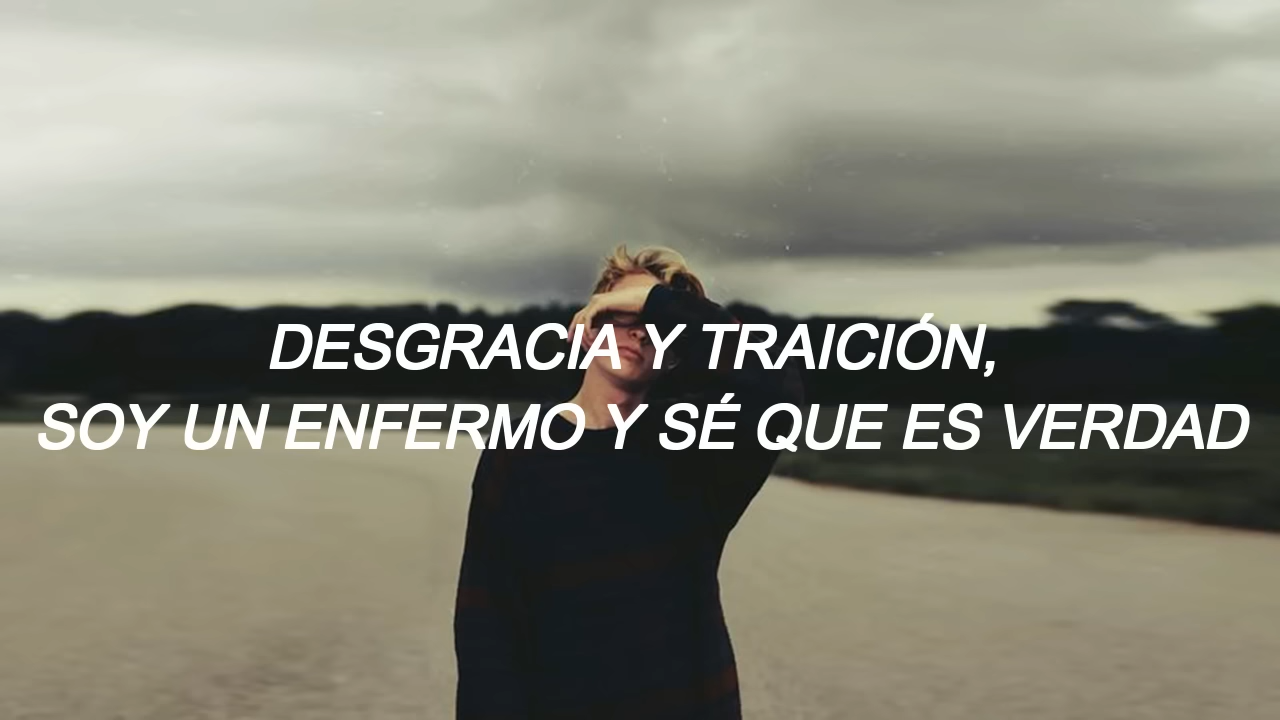 DESGRACIA Y TRAICIÓN,
SOY UN ENFERMO Y SÉ QUE ES VERDAD